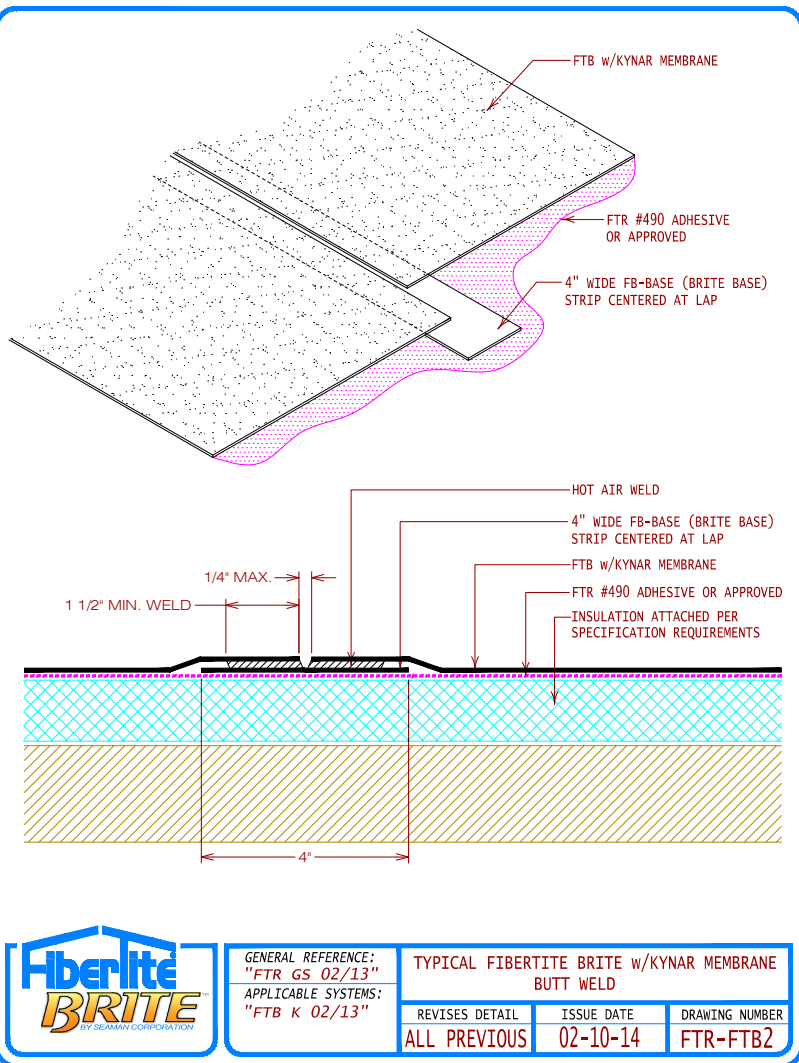 FTB w/KYNAR MEMBRANE
FTR #490 ADHESIVE
OR APPROVED
4" WIDE FB-BASE (BRITE BASE)
STRIP CENTERED AT LAP
HOT AIR WELD
4" WIDE FB-BASE (BRITE BASE)
STRIP CENTERED AT LAP
FTB w/KYNAR MEMBRANE
1/4" MAX.
FTR #490 ADHESIVE OR APPROVED
1 1/2" MIN. WELD
INSULATION ATTACHED PER
SPECIFICATION REQUIREMENTS
4"
FiberTite
BRITE™
BY SEAMAN CORPORATION
GENERAL REFERENCE:
"FTR GS 02/13"
APPLICABLE SYSTEMS:
"FTB K 02/13"
TYPICAL FIBERTITE BRITE w/KYNAR MEMBRANE
BUTT WELD
REVISES DETAIL
ALL PREVIOUS
ISSUE DATE
02-10-14
DRAWING NUMBER
FTR-FTB2